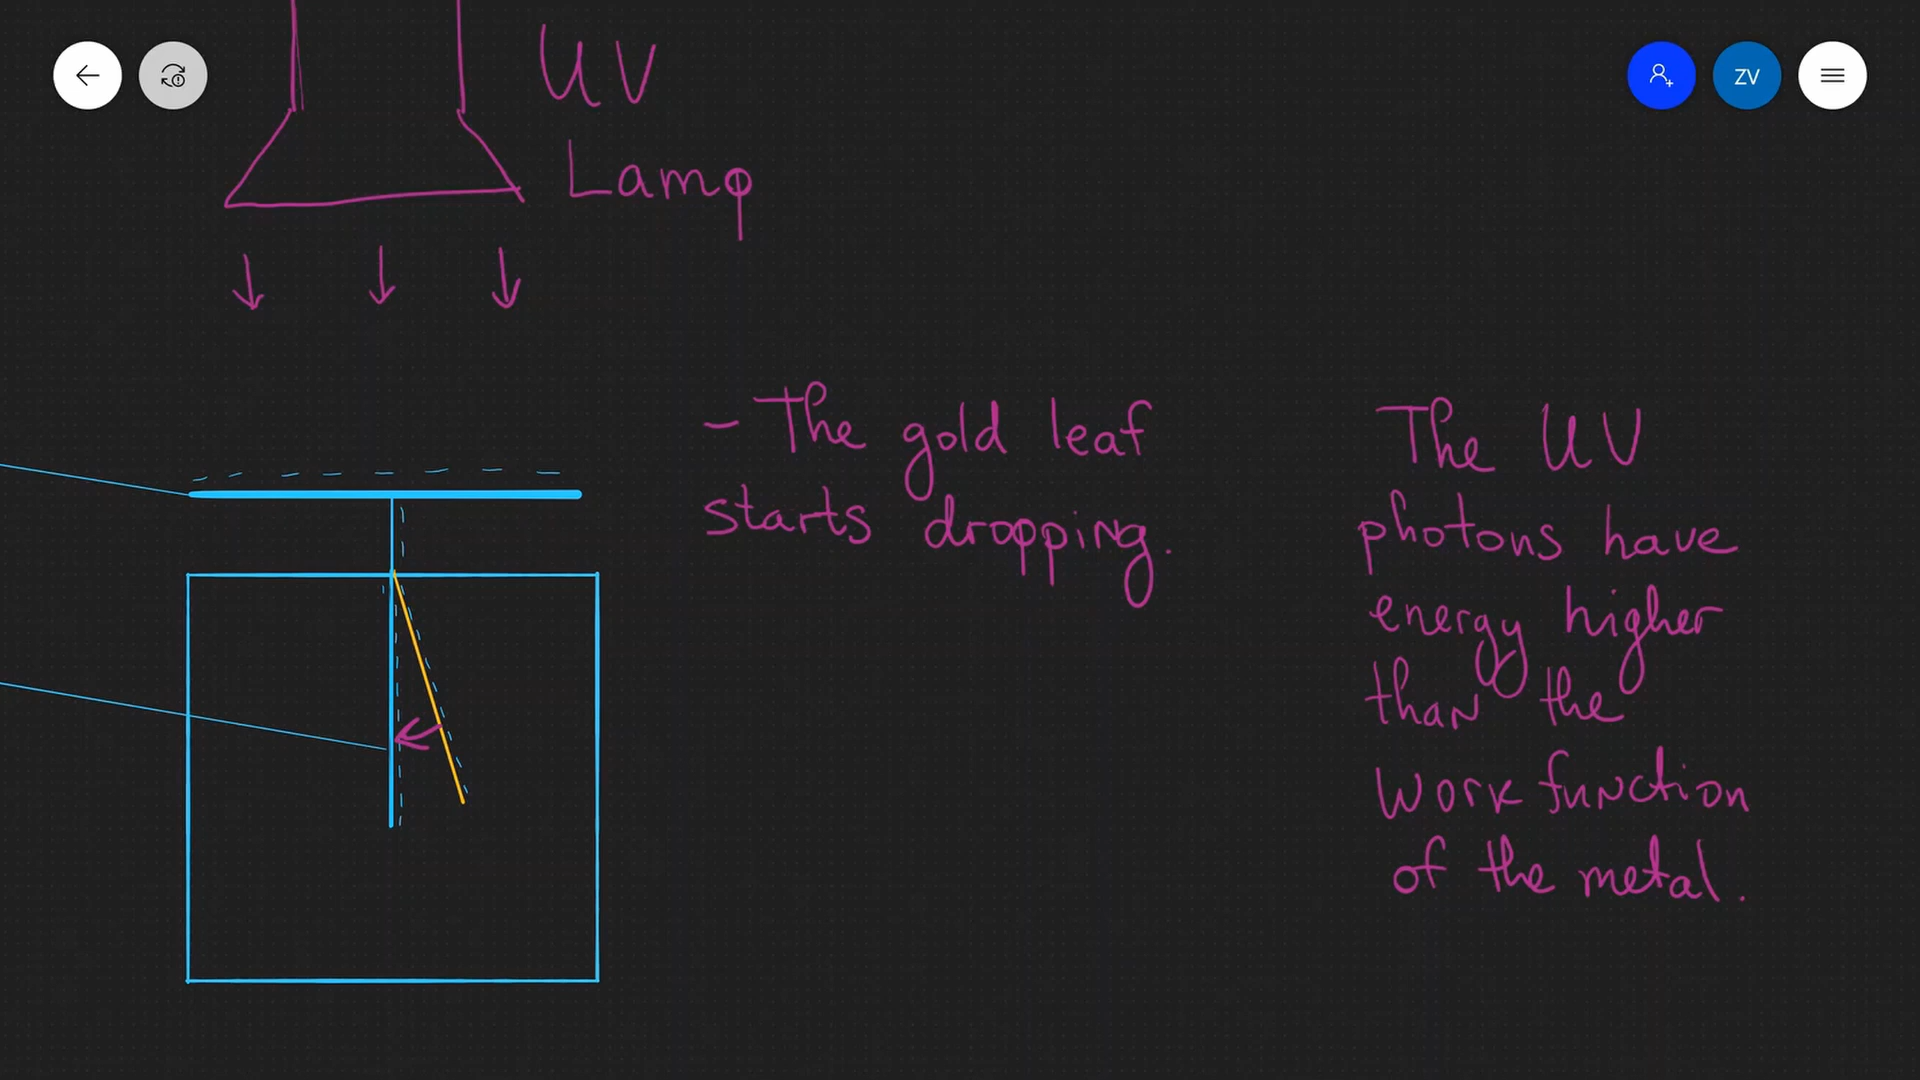 ZV
UV
Lamp
- The gold leaf
starts dropping.
The UV
photons have
energy higher
than the
work function
of the metal.